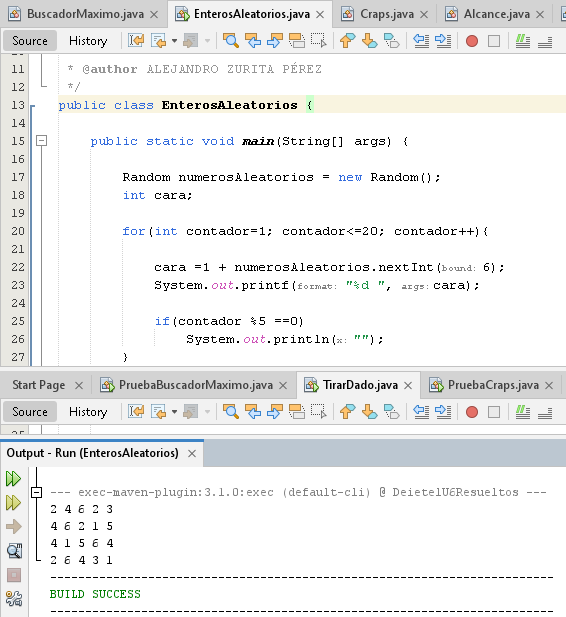 BuscadorMaximo.java × EnterosAleatorios.java × Craps.java × Alcance.java ×
Source History
11 * @author ALEJANDRO ZURITA PÉREZ
12 */
13 public class EnterosAleatorios {
14
15 public static void main(String[] args) {
16
17 Random numerosAleatorios = new Random();
18 int cara;
19
20 for(int contador=1; contador<=20; contador++){
21
22 cara =1 + numerosAleatorios.nextInt(bound: 6);
23 System.out.printf(format: "%d ", args: cara);
24
25 if(contador %5 ==0)
26 System.out.println(x: "");
27 }
Start Page × PruebaBuscadorMaximo.java × TirarDado.java × PruebaCraps.java ×
Source History
Output - Run (EnterosAleatorios) ×
--- exec-maven-plugin:3.1.0:exec (default-cli) @ Deietel​U6Resueltos ---
2 4 6 2 3
4 6 2 1 5
4 1 5 6 4
2 6 4 3 1
------------------------------------------------------------------------
BUILD SUCCESS
------------------------------------------------------------------------